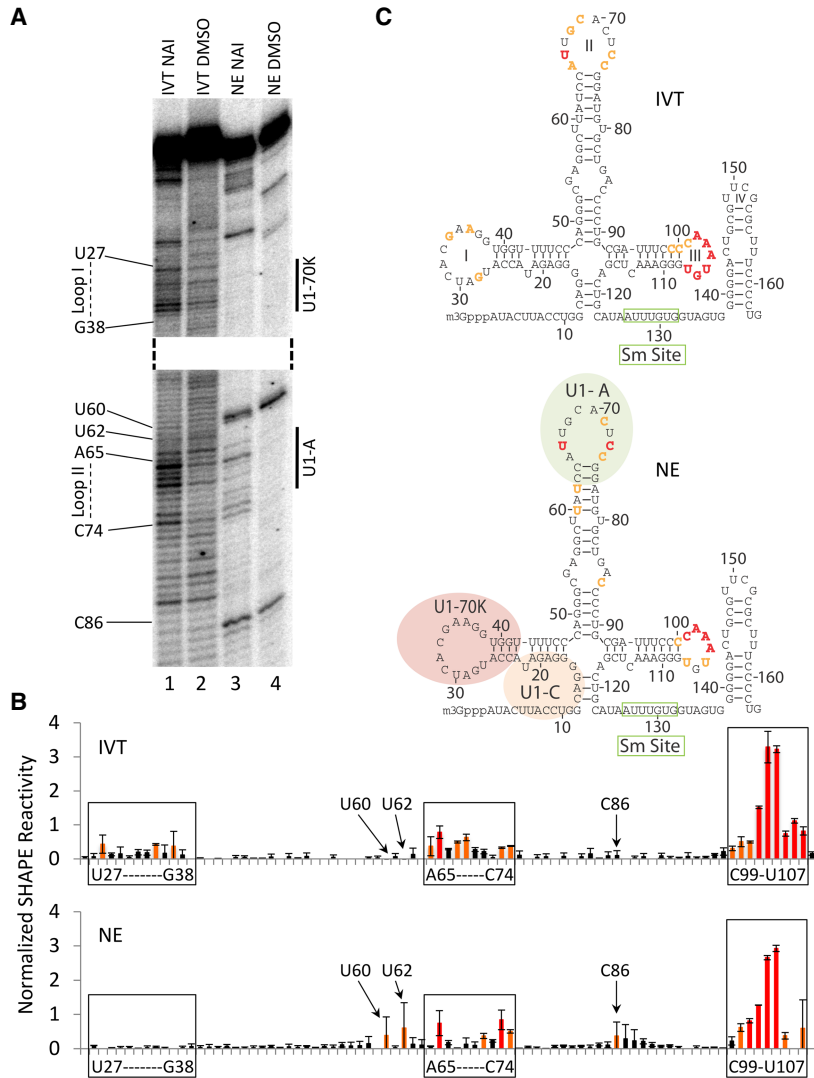 A
IVT NAI
IVT DMSO
NE NAI
NE DMSO
U27
Loop I
G38
U1-70K
U60
U62
A65
Loop II
C74
C86
U1-A
1 2 3 4
C
IVT
II
70
60
80
50
90
40
I
30
20
100
III
110
120
150
IV
140
160
m3GpppAUACUUACCUGG
CAUAAUUUGUGGUAGUG
10
130
Sm Site
NE
U1- A
70
60
80
50
90
U1-70K
40
30
20
U1-C
100
110
120
150
140
160
m3GpppAUACUUACCUGG
CAUAAUUUGUGGUAGUG
10
130
Sm Site
B
Normalized SHAPE Reactivity
4
3
2
1
0
IVT
U60
U62
C86
U27-------G38
A65-----C74
C99-U107
4
3
2
1
0
NE
U60
U62
C86
U27-------G38
A65-----C74
C99-U107